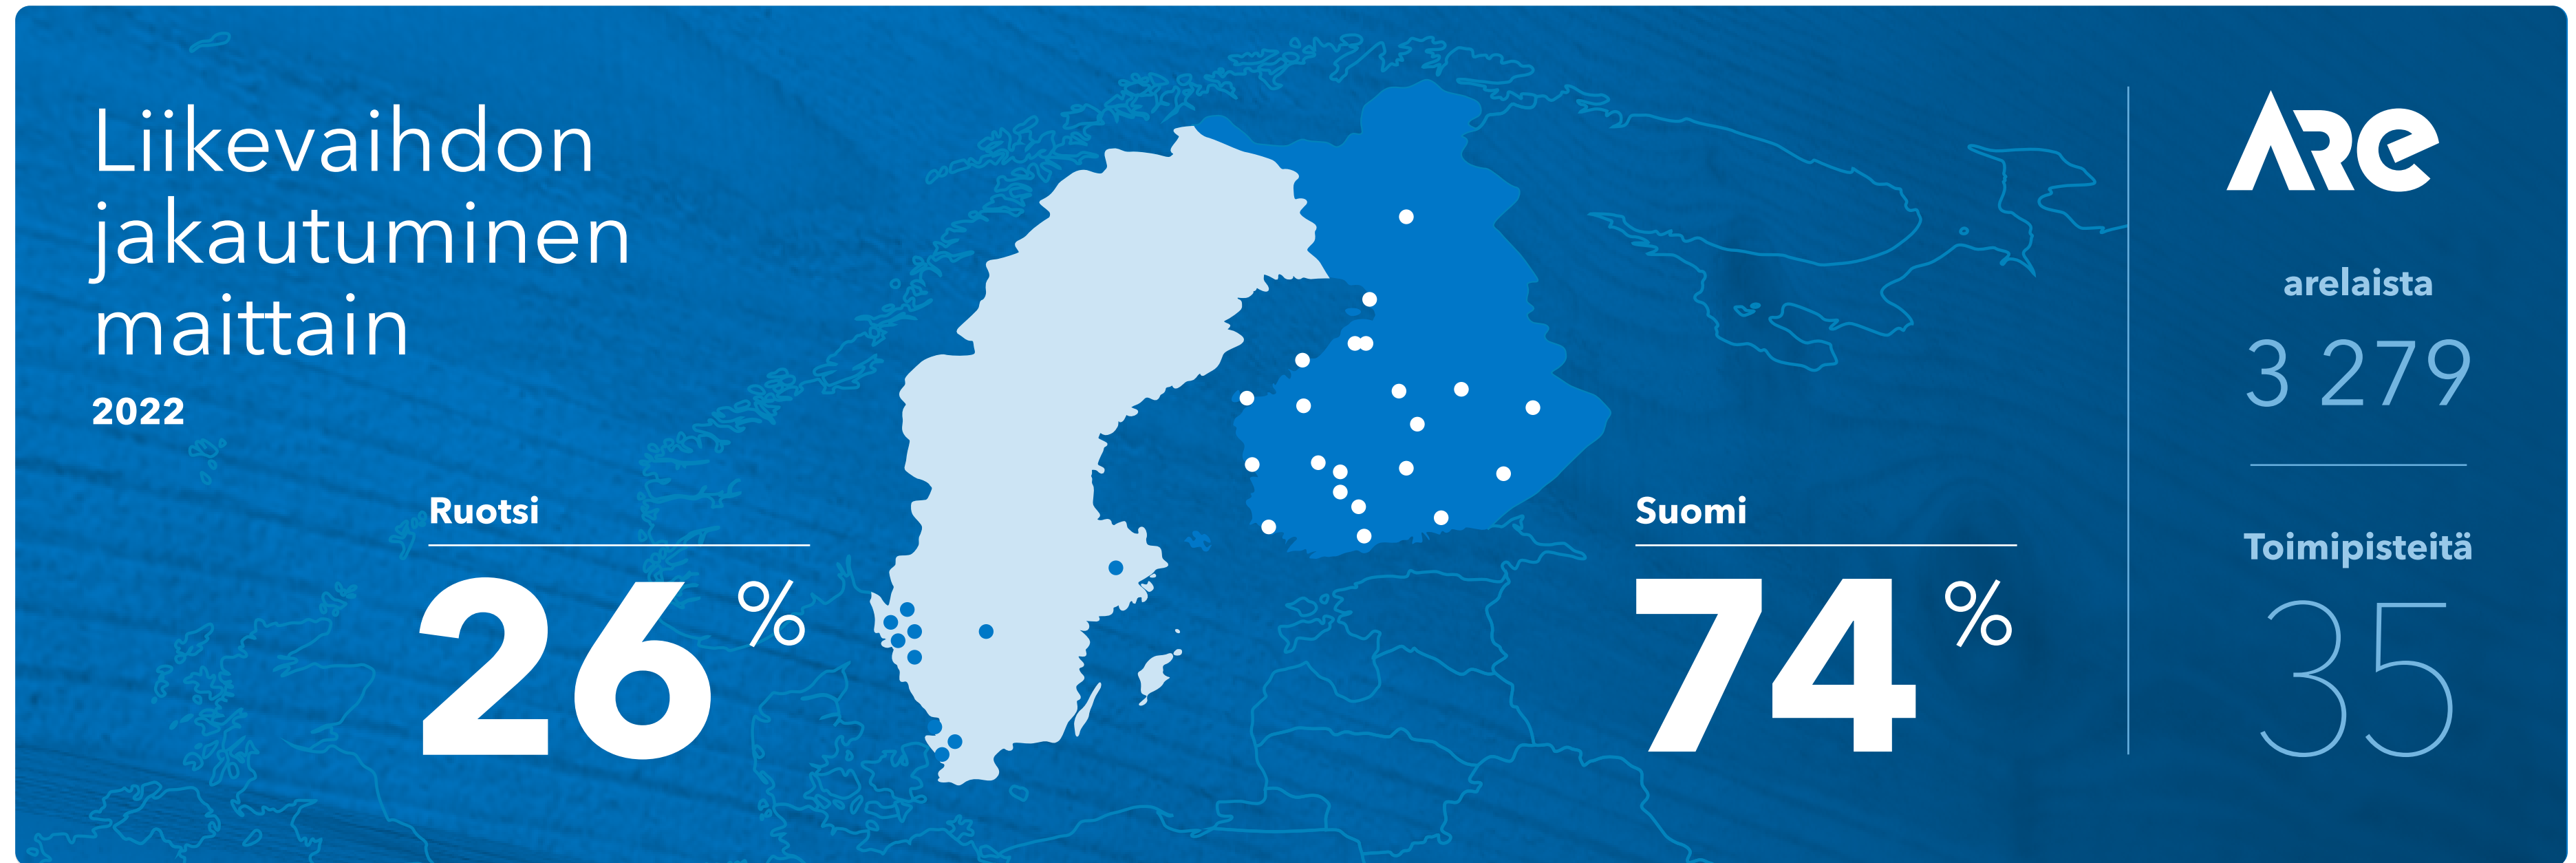 Liikevaihdon
jakautuminen
maittain
2022
Ruotsi
26 %
Suomi
74 %
ARe
arelaista
3 279
Toimipisteitä
35